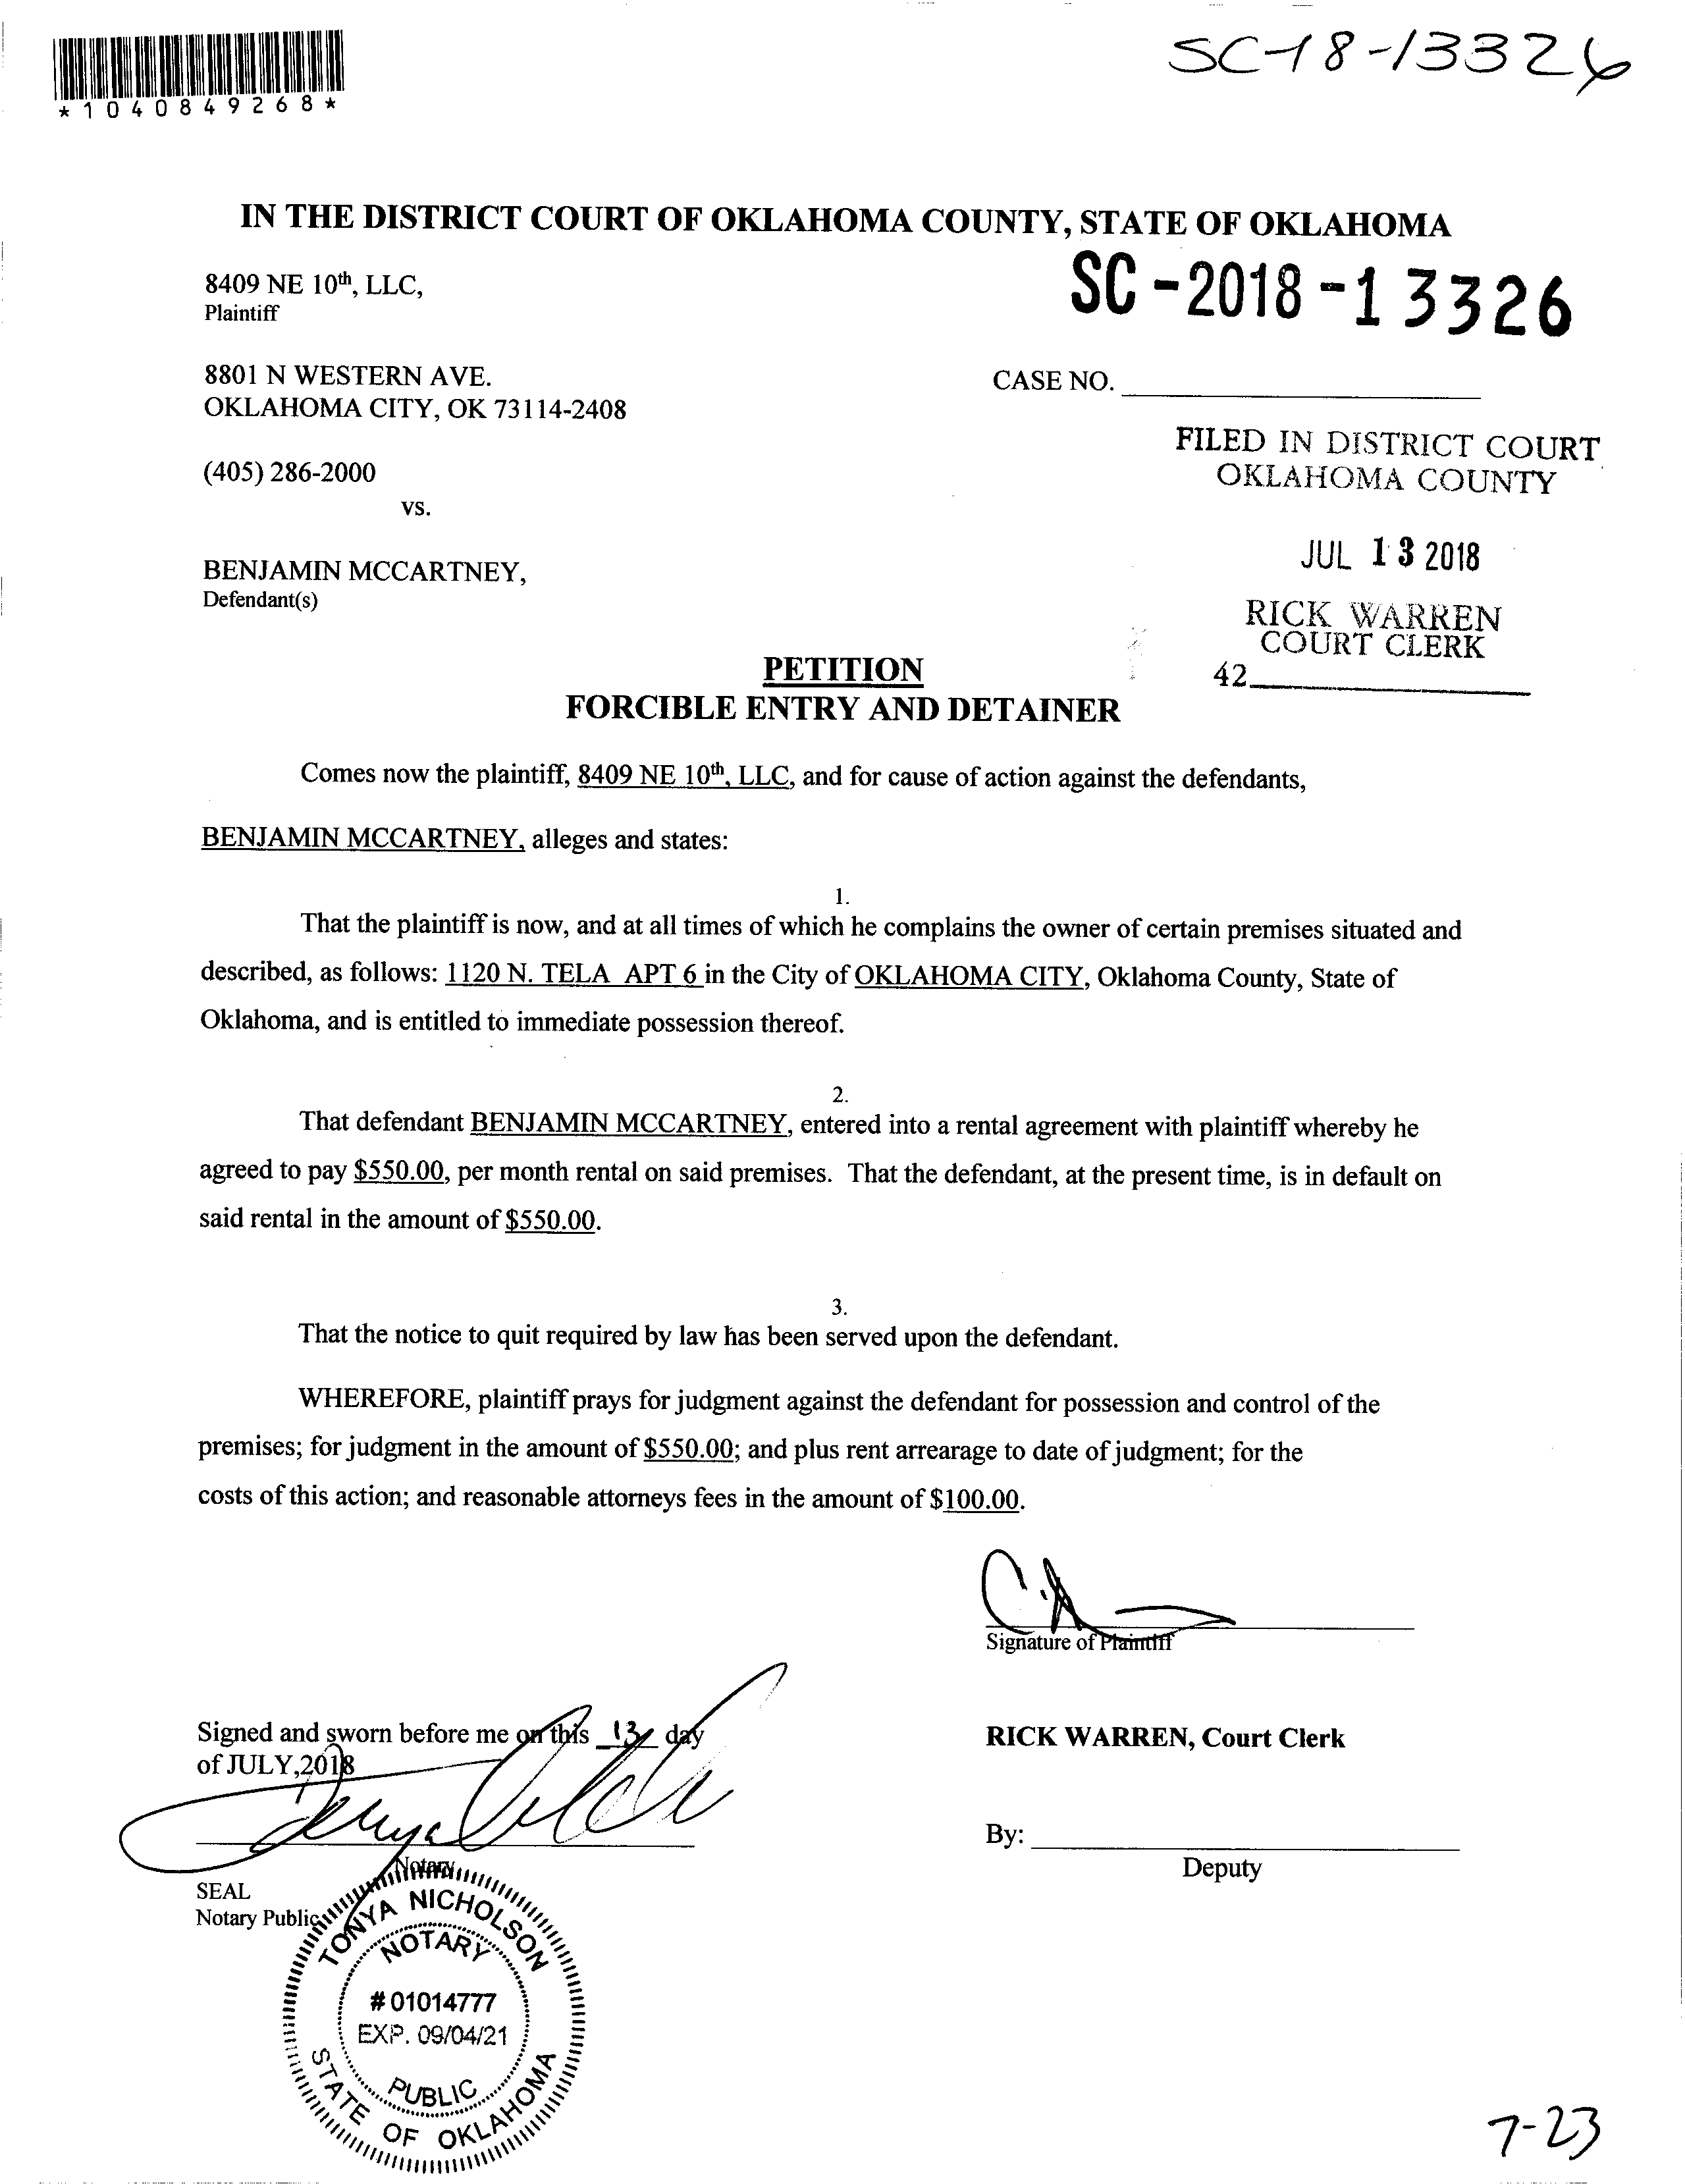 SC-18-13326
*1040849268*
IN THE DISTRICT COURT OF OKLAHOMA COUNTY, STATE OF OKLAHOMA
8409 NE 10th, LLC,
Plaintiff
SC-2018-13326
8801 N WESTERN AVE.
OKLAHOMA CITY, OK 73114-2408
CASE NO.
FILED IN DISTRICT COURT
OKLAHOMA COUNTY
(405) 286-2000
vs.
JUL 13 2018
BENJAMIN MCCARTNEY,
Defendant(s)
RICK WARREN
COURT CLERK
42
PETITION
FORCIBLE ENTRY AND DETAINER
Comes now the plaintiff, 8409 NE 10th, LLC, and for cause of action against the defendants,
BENJAMIN MCCARTNEY, alleges and states:
1.
That the plaintiff is now, and at all times of which he complains the owner of certain premises situated and
described, as follows: 1120 N. TELA APT 6 in the City of OKLAHOMA CITY, Oklahoma County, State of
Oklahoma, and is entitled to immediate possession thereof.
2.
That defendant BENJAMIN MCCARTNEY, entered into a rental agreement with plaintiff whereby he
agreed to pay $550.00, per month rental on said premises. That the defendant, at the present time, is in default on
said rental in the amount of $550.00.
3.
That the notice to quit required by law has been served upon the defendant.
WHEREFORE, plaintiff prays for judgment against the defendant for possession and control of the
premises; for judgment in the amount of $550.00; and plus rent arrearage to date of judgment; for the
costs of this action; and reasonable attorneys fees in the amount of $100.00.
Signature of Plaintiff
Signed and sworn before me on this 13 day
of JULY,2018
RICK WARREN, Court Clerk
By:
Deputy
Notary
SEAL
Notary Public
TONYA NICHOLSON
NOTARY
#01014777
EXP. 09/04/21
PUBLIC
STATE OF OKLAHOMA
7-23